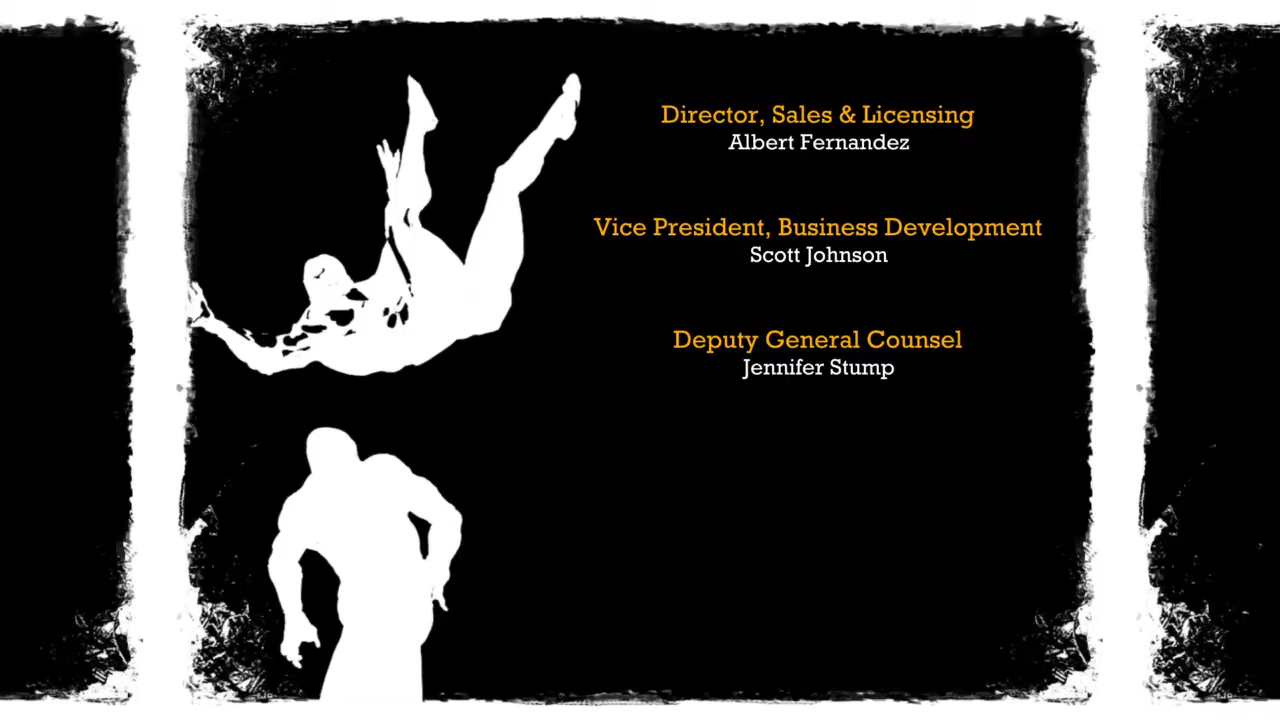 Director, Sales & Licensing
Albert Fernandez
Vice President, Business Development
Scott Johnson
Deputy General Counsel
Jennifer Stump